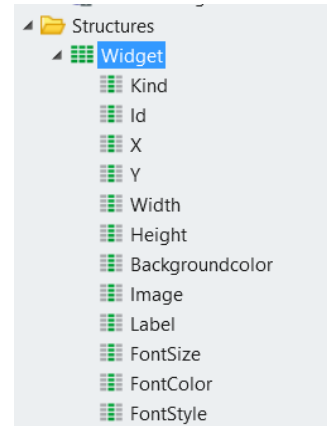 Structures
Widget
Kind
Id
X
Y
Width
Height
Backgroundcolor
Image
Label
FontSize
FontColor
FontStyle